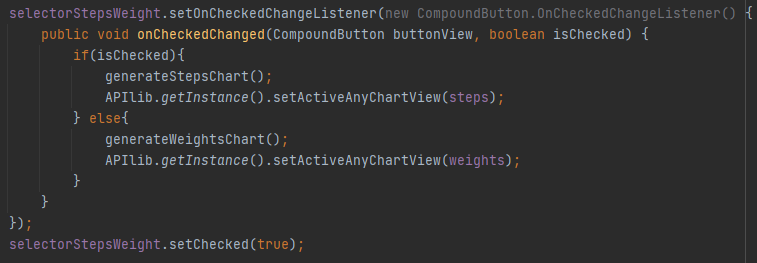 selectorStepsWeight.setOnCheckedChangeListener(new CompoundButton.OnCheckedChangeListener() {
    public void onCheckedChanged(CompoundButton buttonView, boolean isChecked) {
        if(isChecked){
            generateStepsChart();
            APIlib.getInstance().setActiveAnyChartView(steps);
        } else{
            generateWeightsChart();
            APIlib.getInstance().setActiveAnyChartView(weights);
        }
    }
});
selectorStepsWeight.setChecked(true);